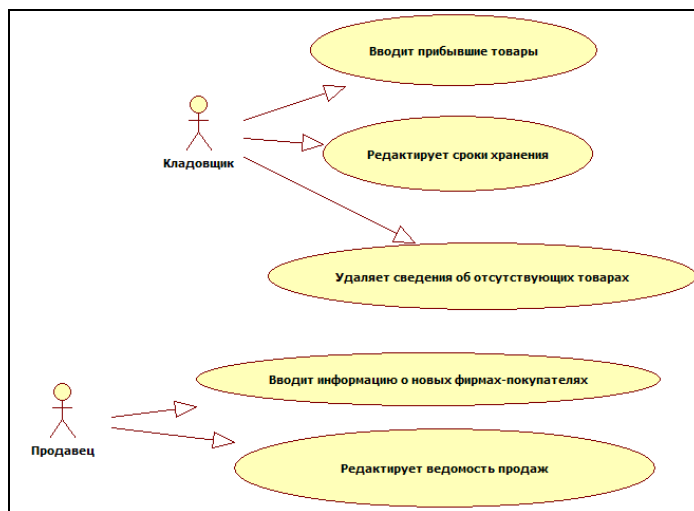 Вводит прибывшие товары
Кладовщик
Редактирует сроки хранения
Удаляет сведения об отсутствующих товарах
Вводит информацию о новых фирмах-покупателях
Продавец
Редактирует ведомость продаж